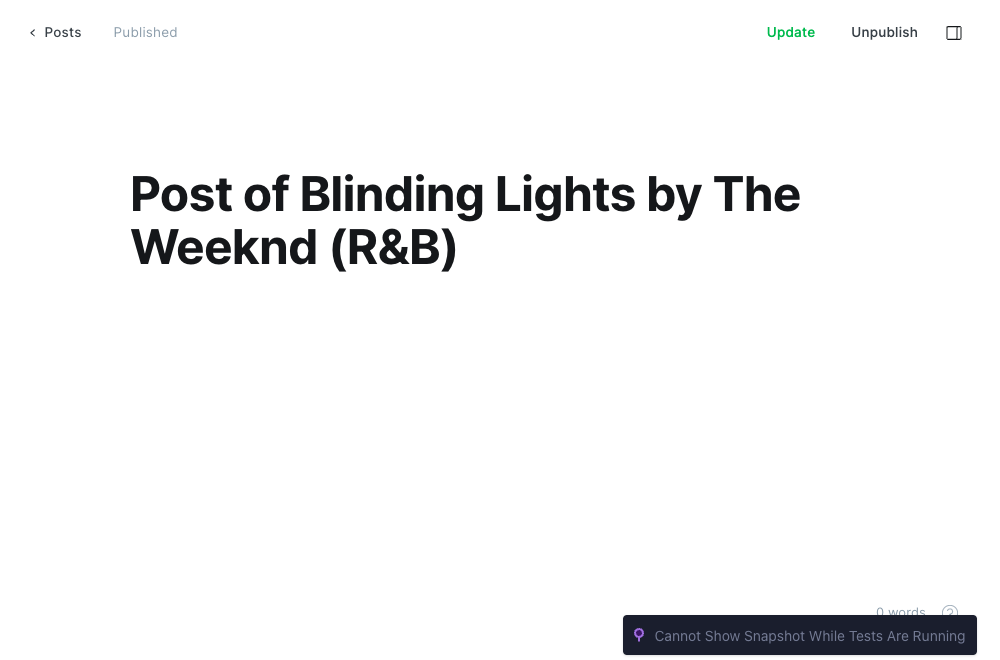 Posts Published Update Unpublish
Post of Blinding Lights by The
Weeknd (R&B)
0 words ?
Cannot Show Snapshot While Tests Are Running